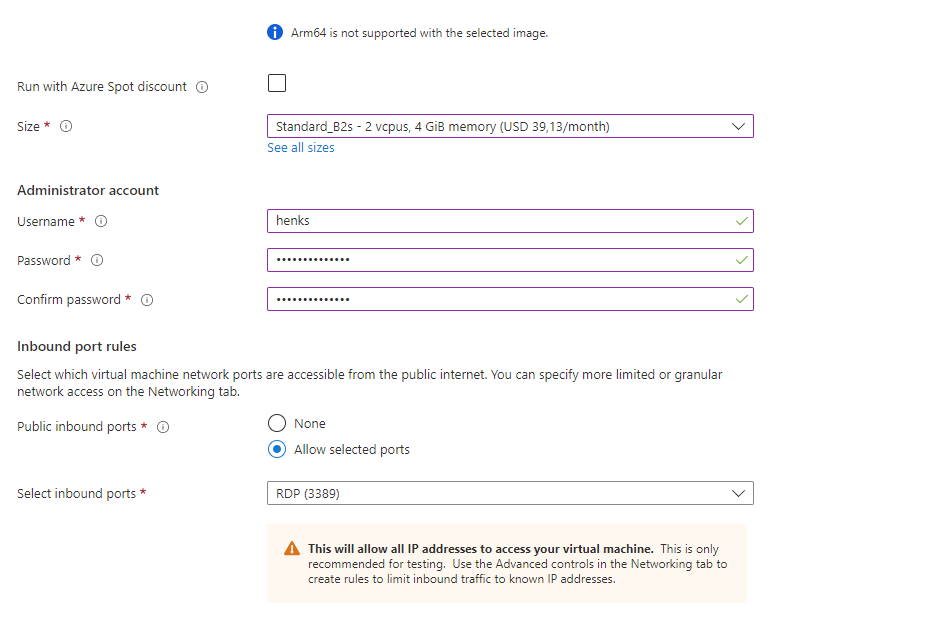 Arm64 is not supported with the selected image.
Run with Azure Spot discount
Size *
Standard_B2s - 2 vcpus, 4 GiB memory (USD 39,13/month)
See all sizes
Administrator account
Username *
henks
Password *
••••••••••••••
Confirm password *
••••••••••••••
Inbound port rules
Select which virtual machine network ports are accessible from the public internet. You can specify more limited or granular
network access on the Networking tab.
Public inbound ports *
None
Allow selected ports
Select inbound ports *
RDP (3389)
This will allow all IP addresses to access your virtual machine. This is only
recommended for testing. Use the Advanced controls in the Networking tab to
create rules to limit inbound traffic to known IP addresses.